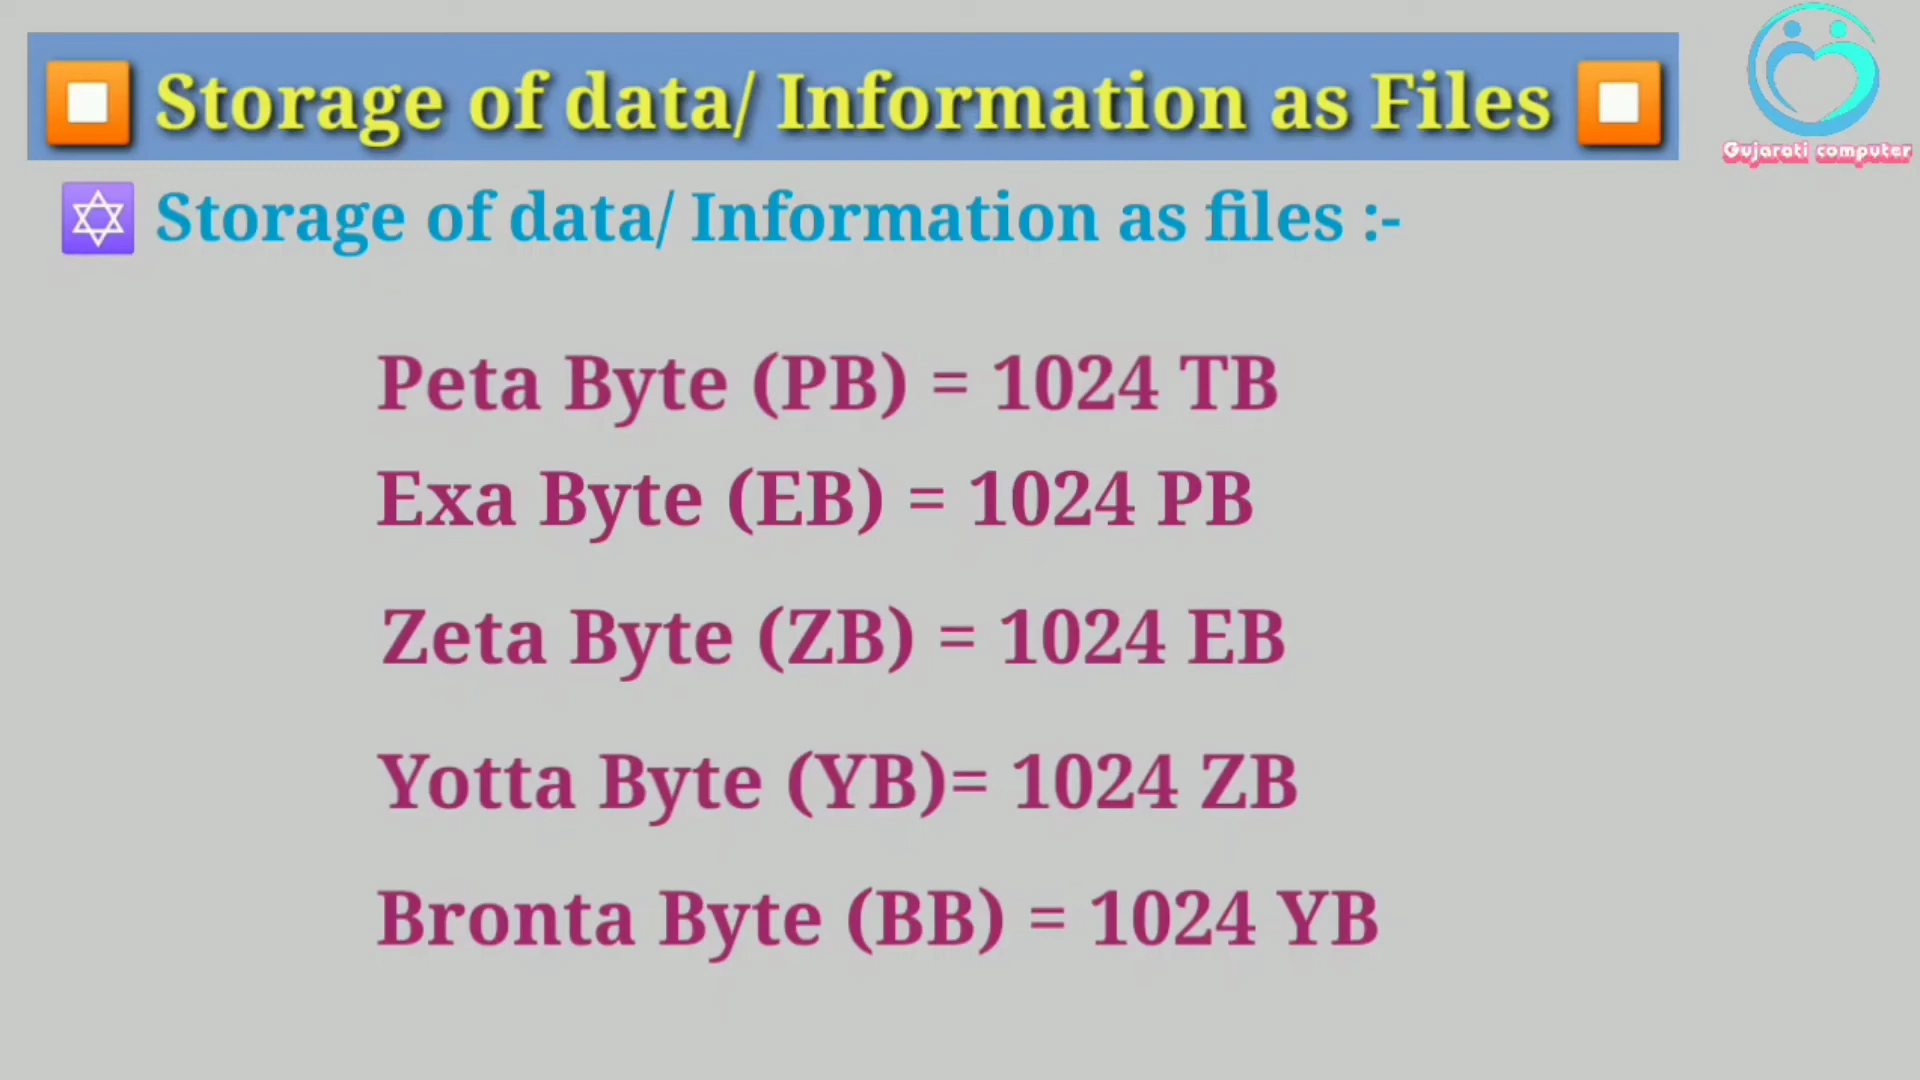 Storage of data/ Information as Files
Gujarati computer
Storage of data/ Information as files :-
Peta Byte (PB) = 1024 TB
Exa Byte (EB) = 1024 PB
Zeta Byte (ZB) = 1024 EB
Yotta Byte (YB)= 1024 ZB
Bronta Byte (BB) = 1024 YB